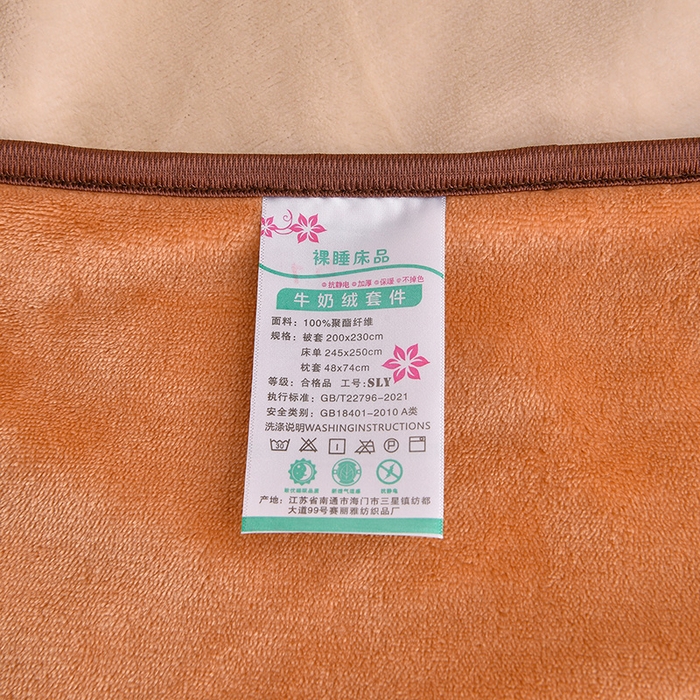 裸睡床品
抗静电 加厚 保暖 不掉色
牛奶绒套件
面料：100%聚酯纤维
规格：被套 200x230cm
床单 245x250cm
枕套 48x74cm
等级：合格品 工号：SLY
执行标准：GB/T22796-2021
安全类别：GB18401-2010 A类
洗涤说明WASHINGINSTRUCTIONS
抗静电
产地：江苏省南通市海门市三星镇纺都
大道99号赛丽雅纺织品厂